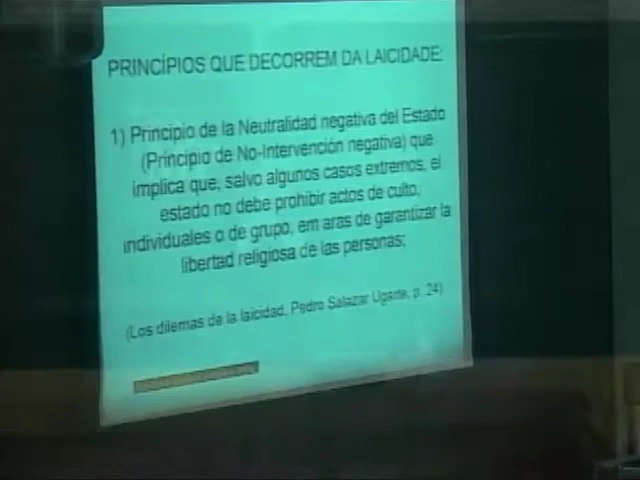 PRINCÍPIOS QUE DECORREM DA LAICIDADE:
1) Principio de la Neutralidad negativa del Estado
(Principio de No-Intervención negativa) que
implica que, salvo algunos casos extremos, el
estado no debe prohibir actos de culto,
individuales o de grupo, em aras de garantizar la
libertad religiosa de las personas;
(Los dilemas de la laicidad, Pedro Salazar Ugarte, p. 24)